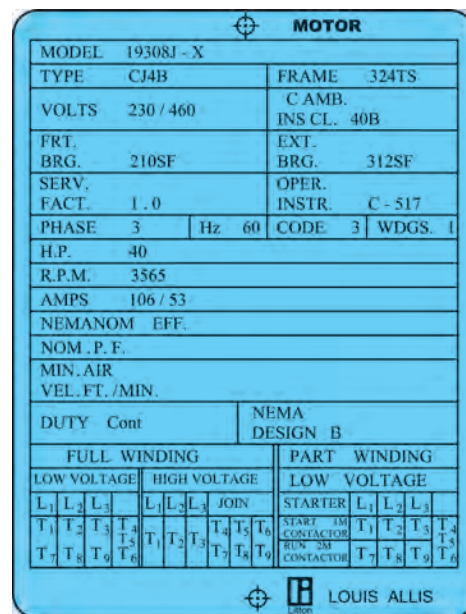 MOTOR
MODEL 19308J - X
TYPE CJ4B FRAME 324TS
VOLTS 230 / 460 C AMB.
INS CL. 40B
FRT. EXT.
BRG. 210SF BRG. 312SF
SERV. OPER.
FACT. 1.0 INSTR. C - 517
PHASE 3 Hz 60 CODE 3 WDGS. 1
H.P. 40
R.P.M. 3565
AMPS 106 / 53
NEMANOM EFF.
NOM. P. F.
MIN. AIR
VEL. FT. /MIN.
DUTY Cont NEMA
DESIGN B
FULL WINDING PART WINDING
LOW VOLTAGE HIGH VOLTAGE LOW VOLTAGE
L1 L2 L3 L1 L2 L3 JOIN STARTER L1 L2 L3
T1 T2 T3 T4 T1 T2 T3 T4 T5 T6 START 1M CONTACTOR T1 T2 T3 T4
T5 T5
T7 T8 T9 T6 T7 T8 T9 RUN 2M CONTACTOR T7 T8 T9 T6
Litton LOUIS ALLIS